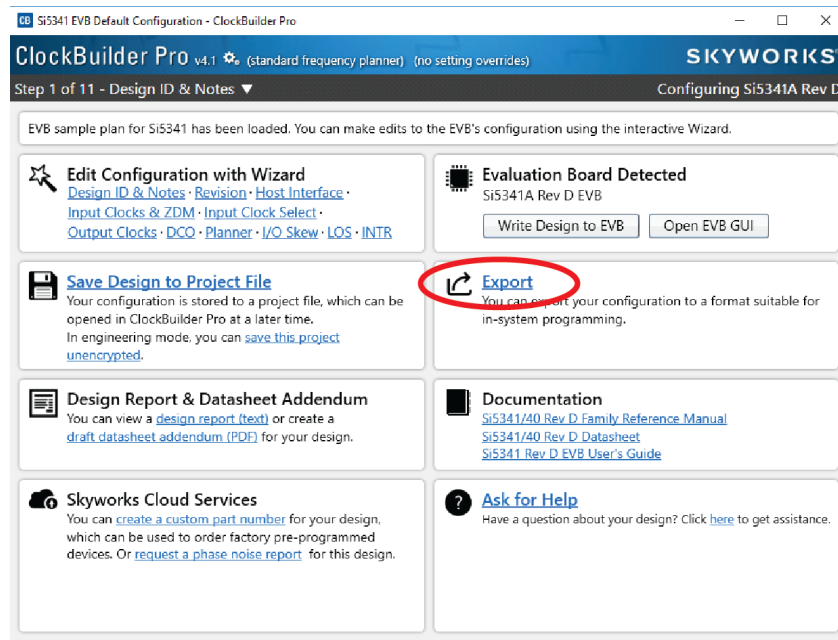 CB Si5341 EVB Default Configuration - ClockBuilder Pro
ClockBuilder Pro v4.1 (standard frequency planner) (no setting overrides)
SKYWORKS
Step 1 of 11 - Design ID & Notes ▼
Configuring Si5341A Rev D
EVB sample plan for Si5341 has been loaded. You can make edits to the EVB's configuration using the interactive Wizard.
Edit Configuration with Wizard
Design ID & Notes · Revision · Host Interface ·
Input Clocks & ZDM · Input Clock Select ·
Output Clocks · DCO · Planner · I/O Skew · LOS · INTR
Evaluation Board Detected
Si5341A Rev D EVB
Write Design to EVB
Open EVB GUI
Save Design to Project File
Your configuration is stored to a project file, which can be
opened in ClockBuilder Pro at a later time.
In engineering mode, you can save this project
unencrypted.
Export
You can export your configuration to a format suitable for
in-system programming.
Design Report & Datasheet Addendum
You can view a design report (text) or create a
draft datasheet addendum (PDF) for your design.
Documentation
Si5341/40 Rev D Family Reference Manual
Si5341/40 Rev D Datasheet
Si5341 Rev D EVB User's Guide
Skyworks Cloud Services
You can create a custom part number for your design,
which can be used to order factory pre-programmed
devices. Or request a phase noise report for this design.
? Ask for Help
Have a question about your design? Click here to get assistance.